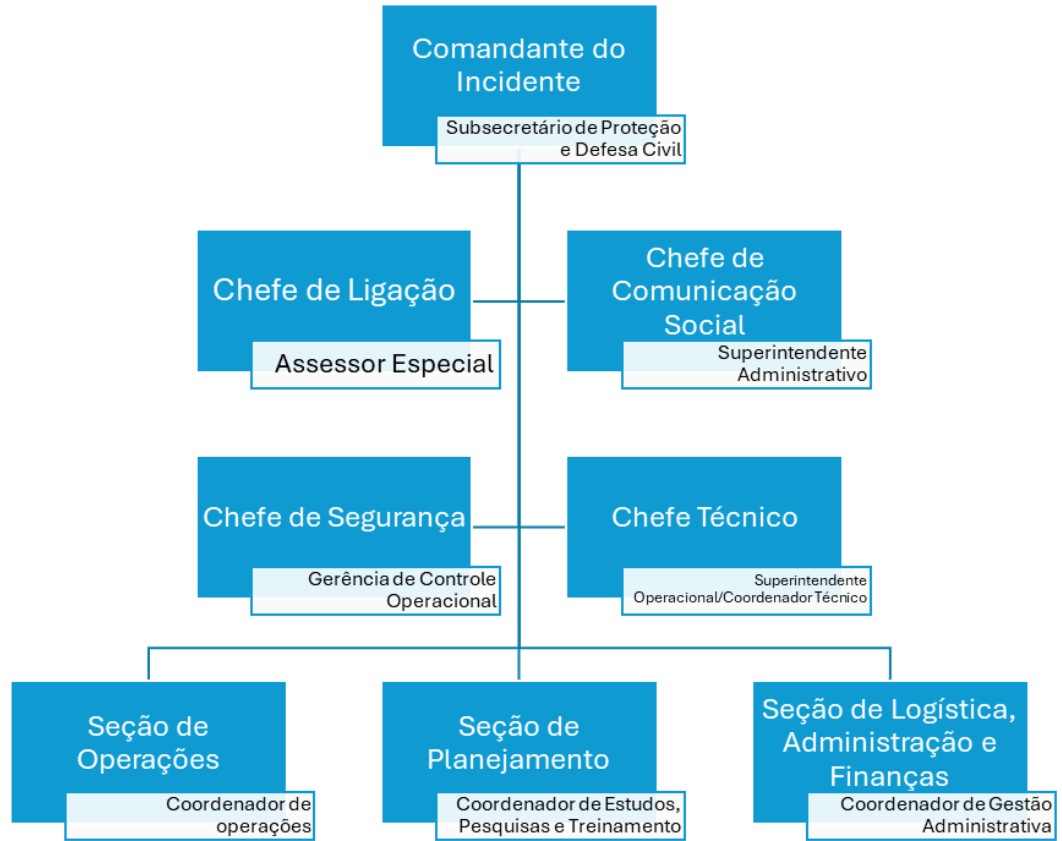 Comandante do
Incidente
Subsecretário de Proteção
e Defesa Civil
Chefe de Ligação
Assessor Especial
Chefe de
Comunicação
Social
Superintendente
Administrativo
Chefe de Segurança
Gerência de Controle
Operacional
Chefe Técnico
Superintendente
Operacional/Coordenador Técnico
Seção de
Operações
Coordenador de
operações
Seção de
Planejamento
Coordenador de Estudos,
Pesquisas e Treinamento
Seção de Logística,
Administração e
Finanças
Coordenador de Gestão
Administrativa